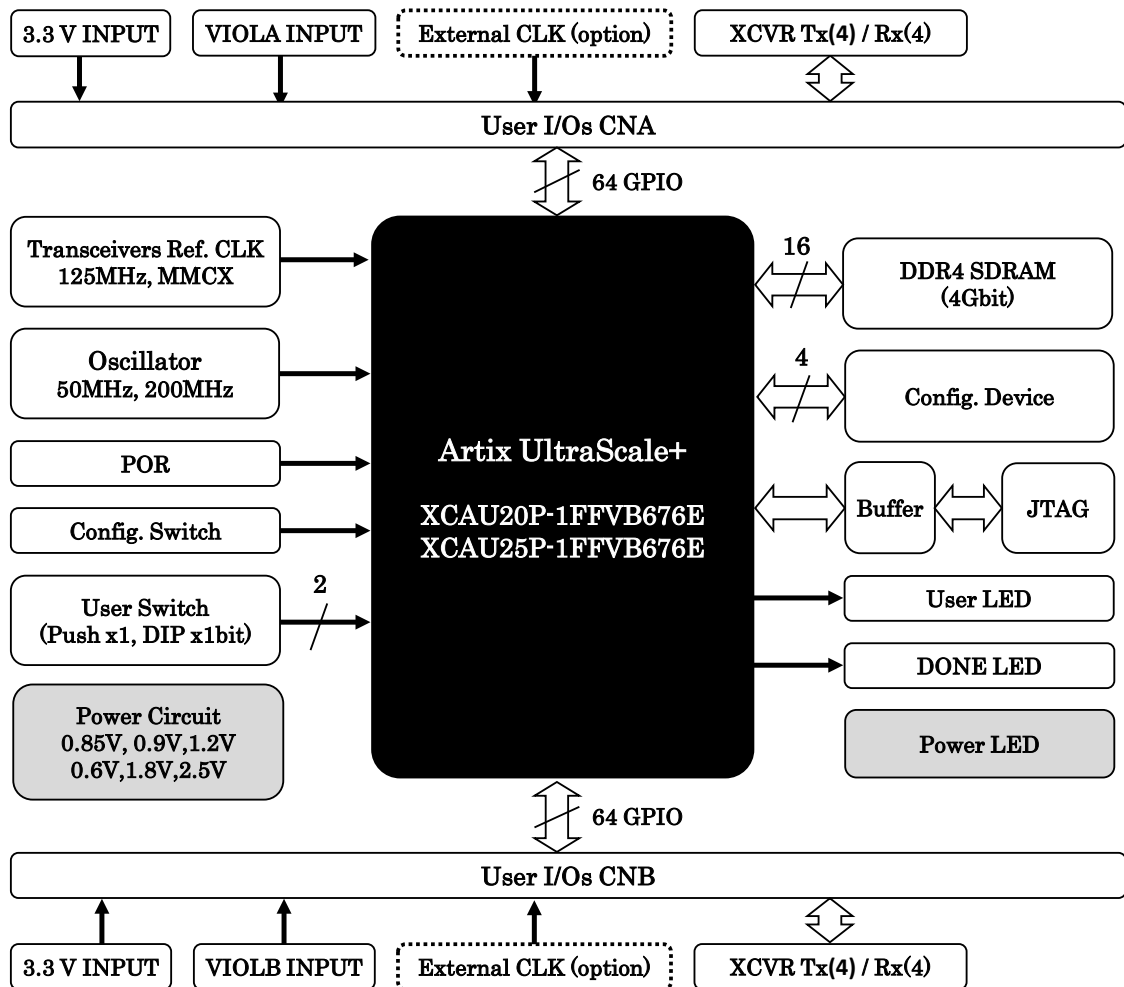 3.3 V INPUT
VIOLA INPUT
External CLK (option)
XCVR Tx(4) / Rx(4)
User I/Os CNA
64 GPIO
Transceivers Ref. CLK
125MHz, MMCX
16
DDR4 SDRAM
(4Gbit)
Oscillator
50MHz, 200MHz
4
Config. Device
Artix UltraScale+
XCAU20P-1FFVB676E
XCAU25P-1FFVB676E
POR
Config. Switch
Buffer
JTAG
User Switch
(Push x1, DIP x1bit)
2
User LED
DONE LED
Power Circuit
0.85V, 0.9V,1.2V
0.6V,1.8V,2.5V
Power LED
64 GPIO
User I/Os CNB
3.3 V INPUT
VIOLB INPUT
External CLK (option)
XCVR Tx(4) / Rx(4)